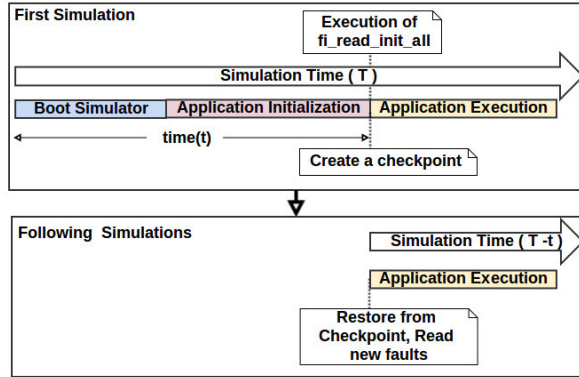 First Simulation
Execution of
fi_read_init_all
Simulation Time ( T )
Boot Simulator
Application Initialization
Application Execution
time(t)
Create a checkpoint
Following Simulations
Simulation Time ( T -t)
Application Execution
Restore from
Checkpoint, Read
new faults